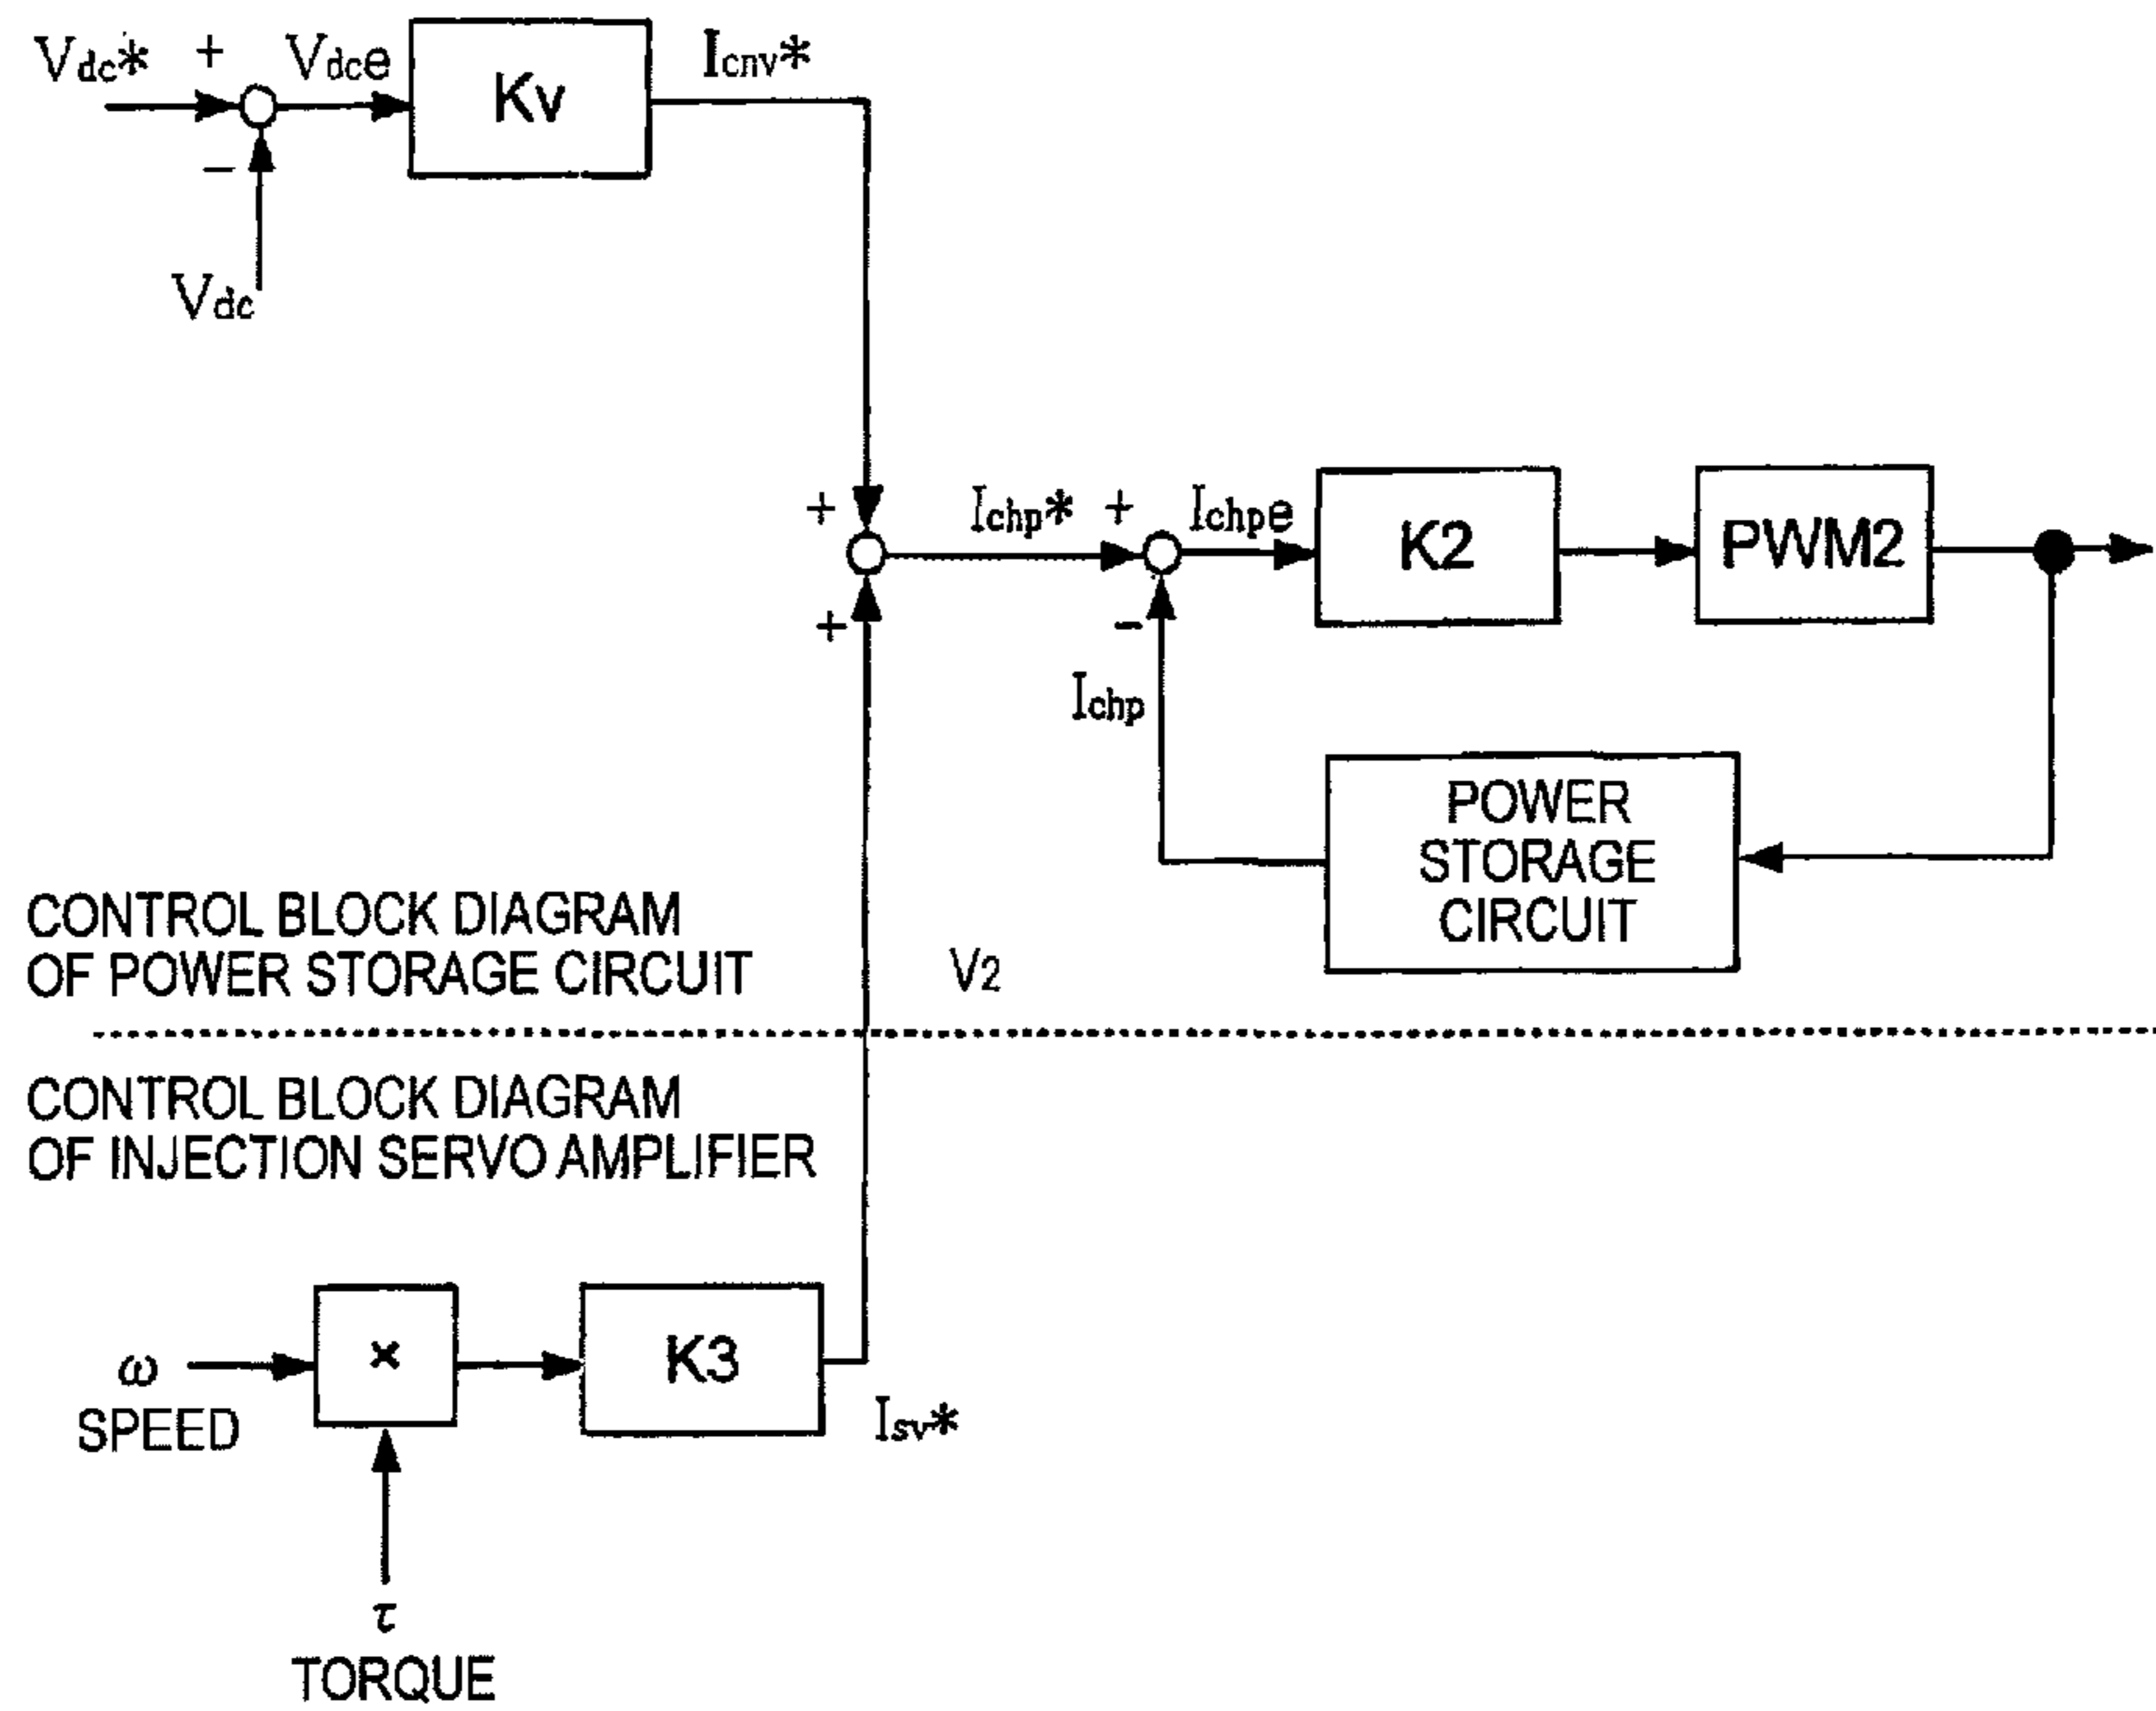 Vdc* + Vdce Kv Icnv*
−
Vdc
+ Ichp* + Ichpe K2 PWM2
+ −
Ichp
POWER
STORAGE
CIRCUIT
CONTROL BLOCK DIAGRAM
OF POWER STORAGE CIRCUIT
V2
CONTROL BLOCK DIAGRAM
OF INJECTION SERVO AMPLIFIER
× K3
ω
SPEED
Isv*
τ
TORQUE